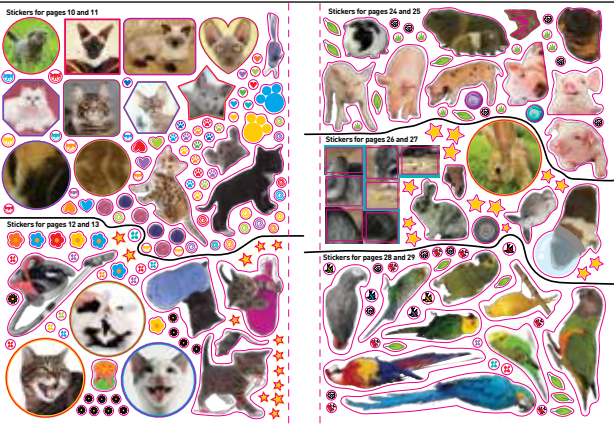 Stickers for pages 10 and 11
Stickers for pages 12 and 13
Stickers for pages 24 and 25
Stickers for pages 26 and 27
Stickers for pages 28 and 29